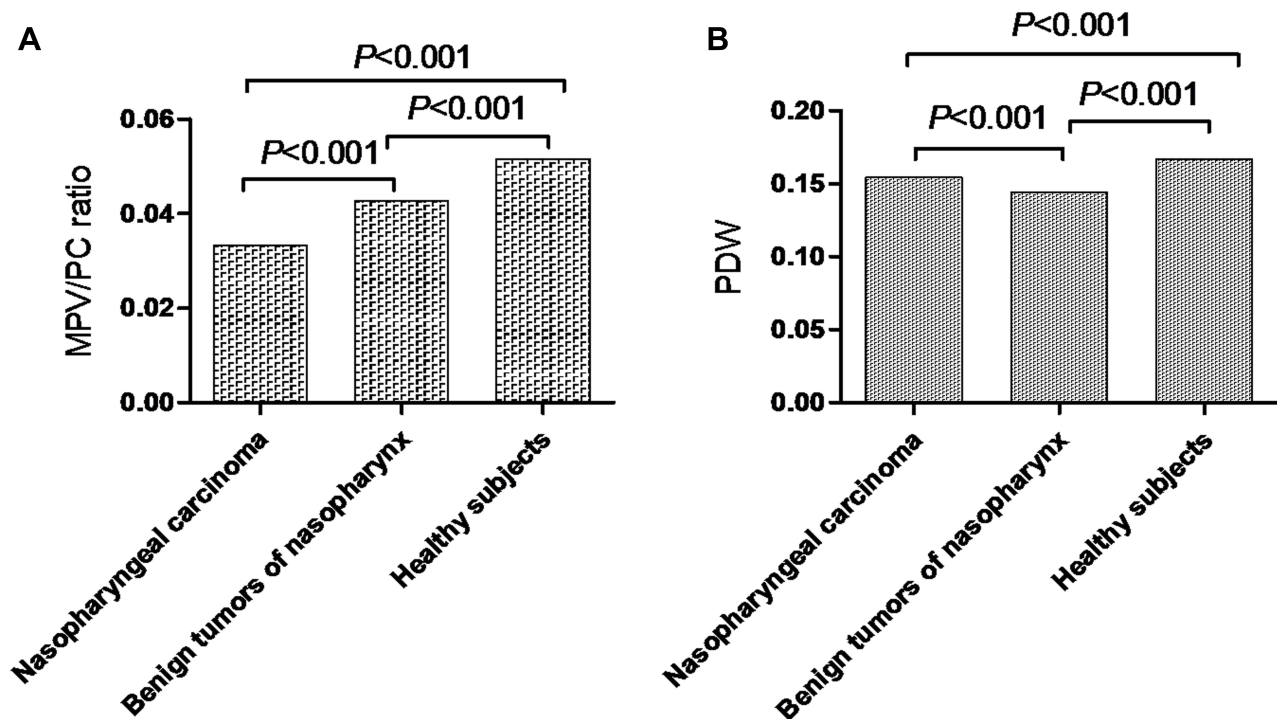 A
P<0.001
P<0.001
P<0.001
MPV/PC ratio
0.06
0.04
0.02
0.00
Nasopharyngeal carcinoma
Benign tumors of nasopharynx
Healthy subjects
B
P<0.001
P<0.001
P<0.001
PDW
0.20
0.15
0.10
0.05
0.00
Nasopharyngeal carcinoma
Benign tumors of nasopharynx
Healthy subjects